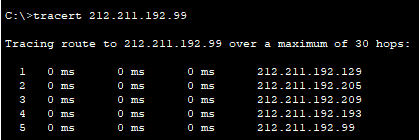 C:\>tracert 212.211.192.99
Tracing route to 212.211.192.99 over a maximum of 30 hops:
1 0 ms 0 ms 0 ms 212.211.192.129
2 0 ms 0 ms 0 ms 212.211.192.205
3 0 ms 0 ms 0 ms 212.211.192.209
4 0 ms 0 ms 0 ms 212.211.192.193
5 0 ms 0 ms 0 ms 212.211.192.99